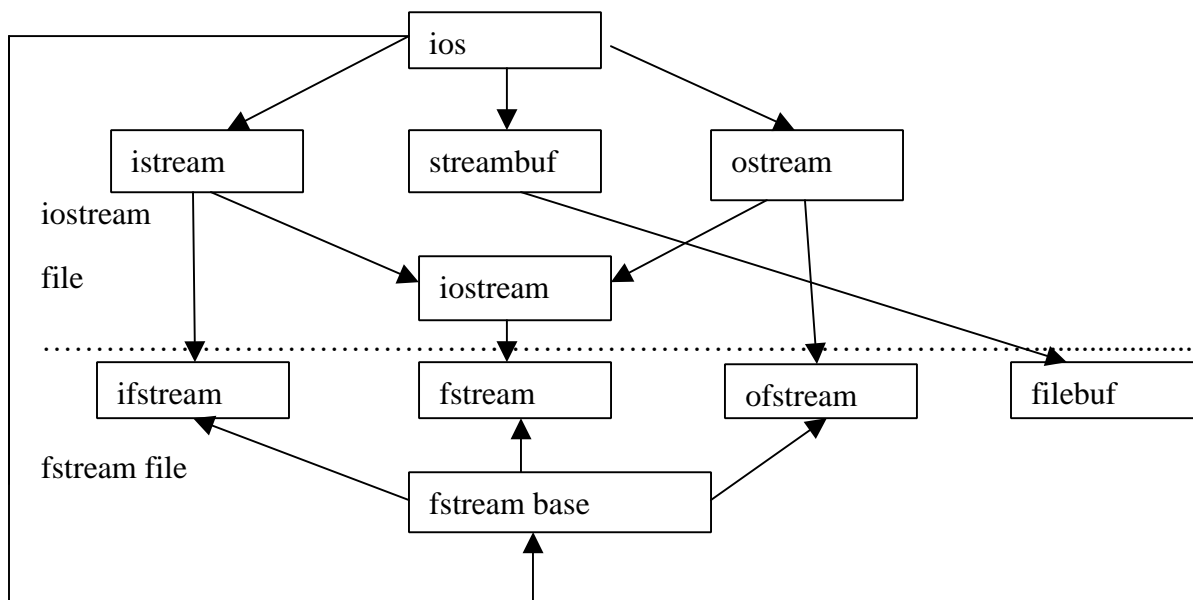 ios
istream
streambuf
ostream
iostream
file
iostream
ifstream
fstream
ofstream
filebuf
fstream file
fstream base